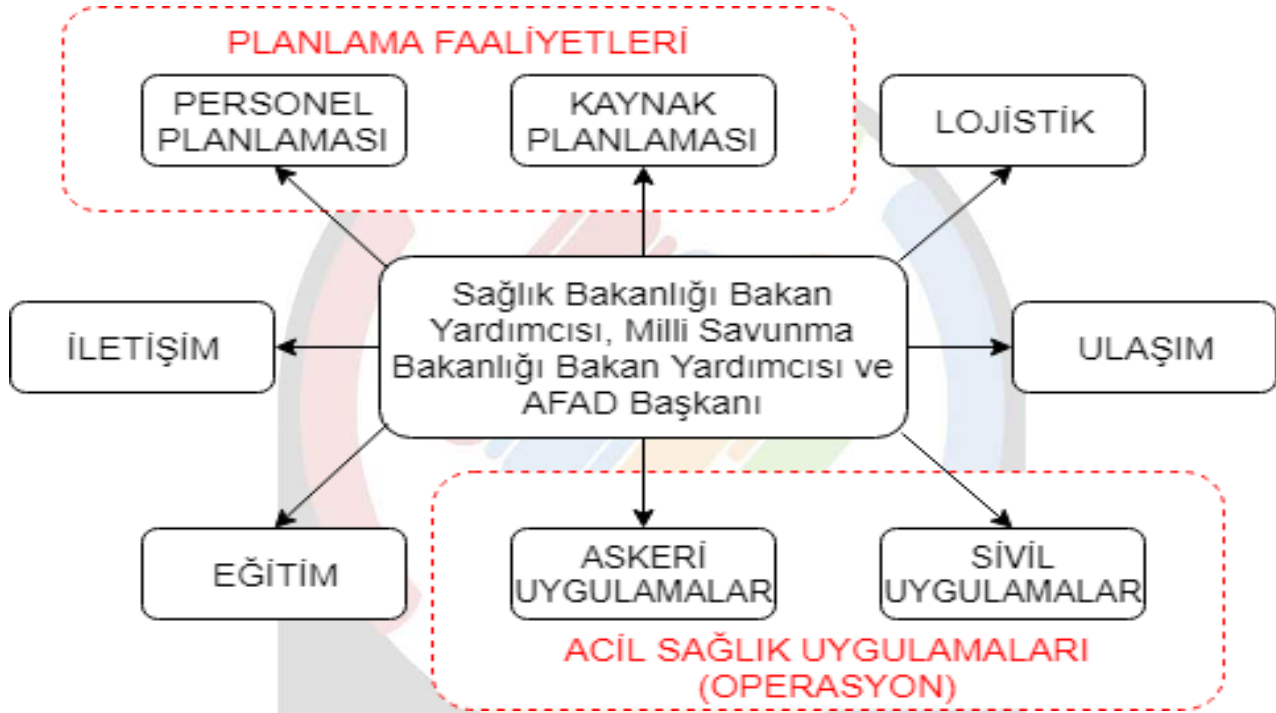 PLANLAMA FAALİYETLERİ
PERSONEL
PLANLAMASI
KAYNAK
PLANLAMASI
LOJİSTİK
Sağlık Bakanlığı Bakan
Yardımcısı, Milli Savunma
Bakanlığı Bakan Yardımcısı ve
AFAD Başkanı
İLETİŞİM
ULAŞIM
EĞİTİM
ASKERİ
UYGULAMALAR
SİVİL
UYGULAMALAR
ACİL SAĞLIK UYGULAMALARI
(OPERASYON)